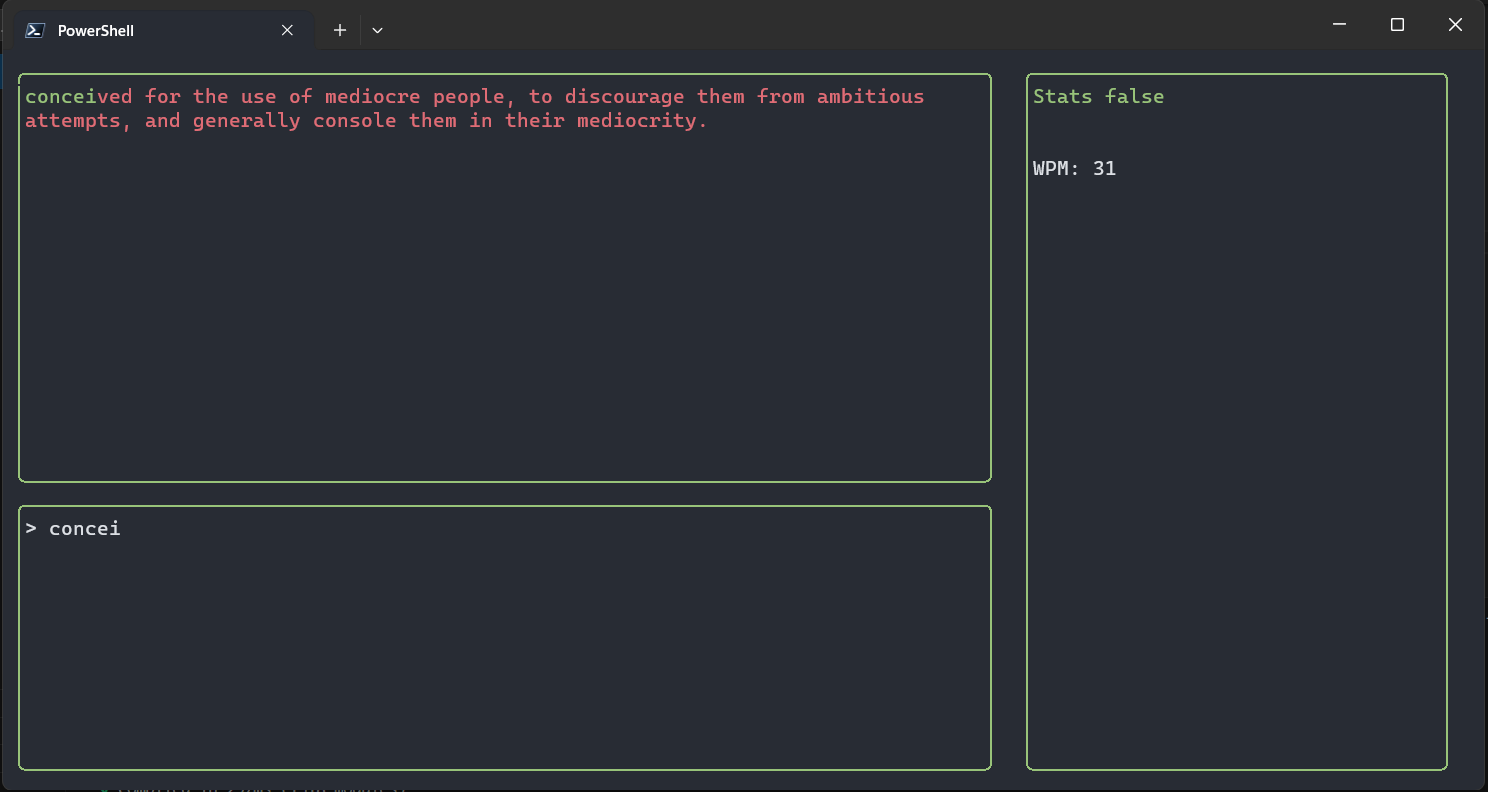 PowerShell
conceived for the use of mediocre people, to discourage them from ambitious
attempts, and generally console them in their mediocrity.
Stats false
WPM: 31
> concei